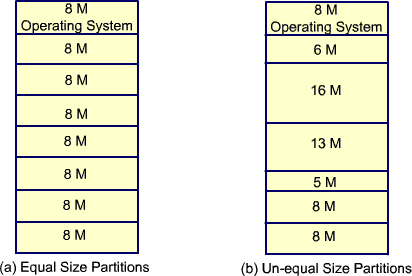 8 M
Operating System
8 M
8 M
8 M
8 M
8 M
8 M
8 M
(a) Equal Size Partitions
8 M
Operating System
6 M
16 M
13 M
5 M
8 M
8 M
(b) Un-equal Size Partitions